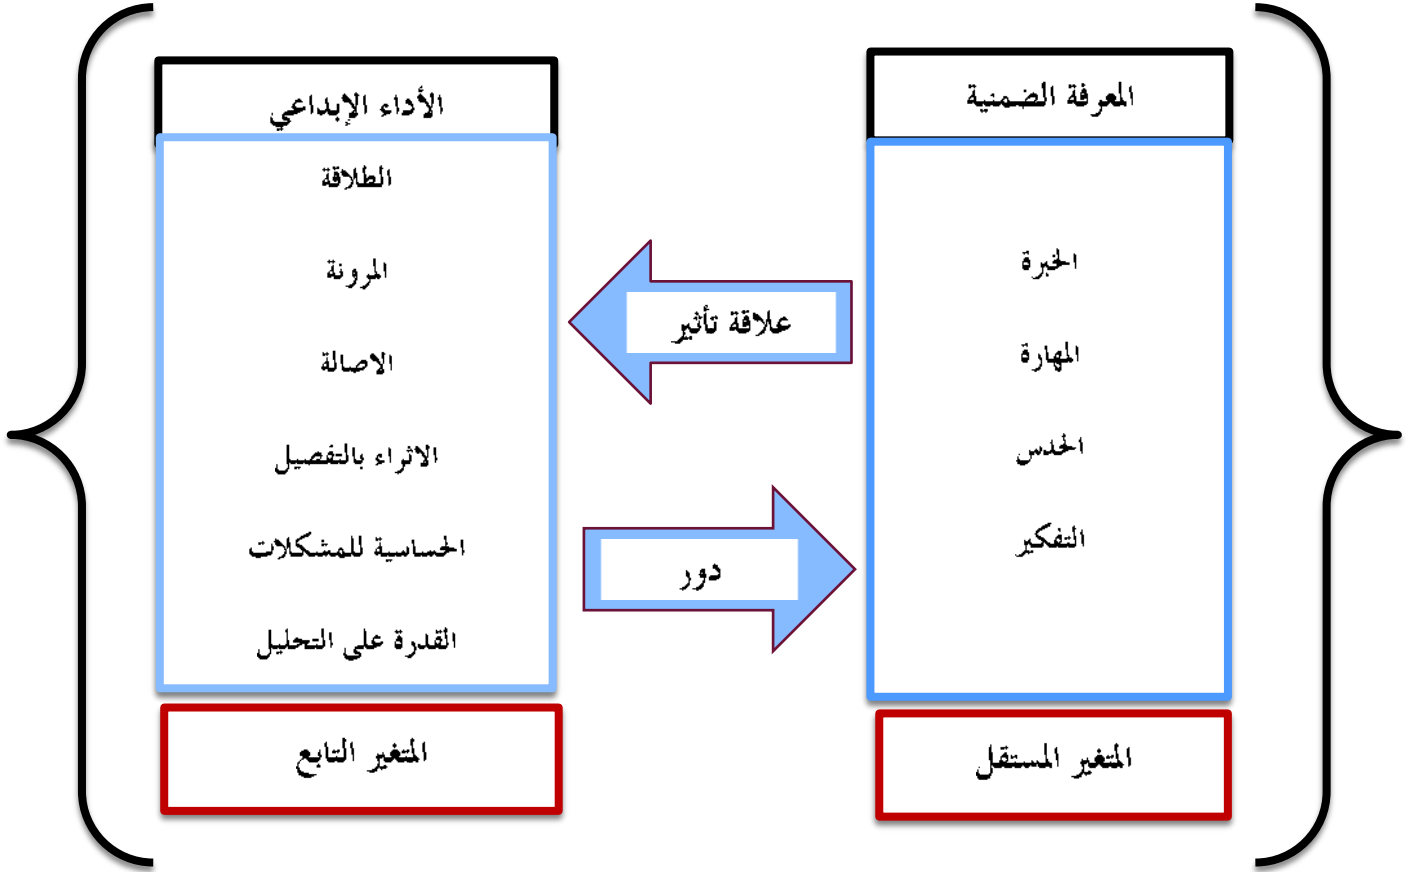 المعرفة الضمنية
الخبرة
المهارة
الحدس
التفكير
المتغير المستقل
علاقة تأثير
دور
الأداء الإبداعي
الطلاقة
المرونة
الاصالة
الاثراء بالتفصيل
الحساسية للمشكلات
القدرة على التحليل
المتغير التابع